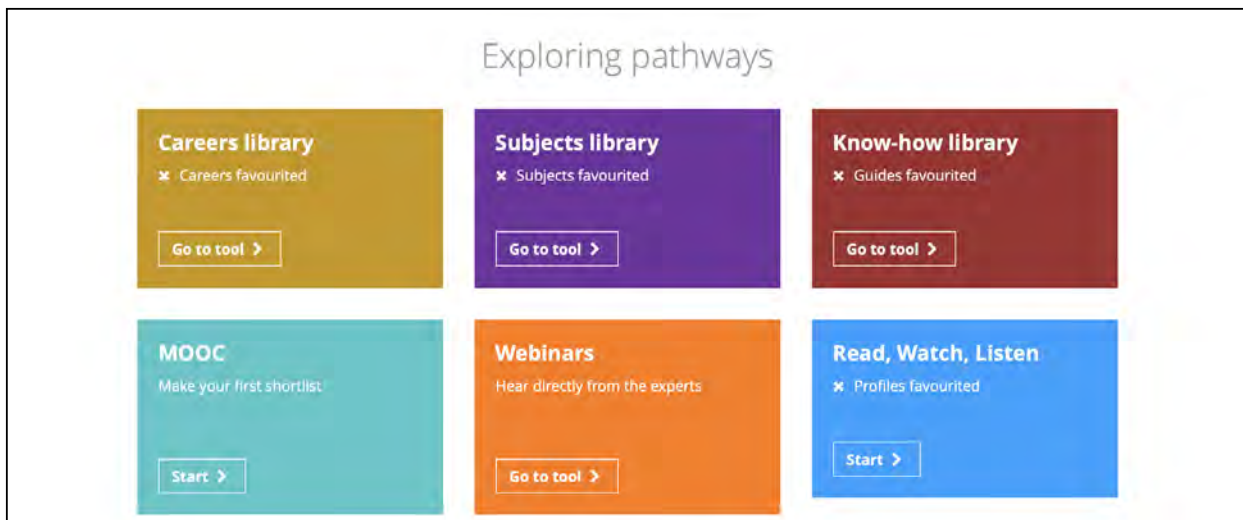 Exploring pathways
Careers library
✖ Careers favourited
Go to tool >
Subjects library
✖ Subjects favourited
Go to tool >
Know-how library
✖ Guides favourited
Go to tool >
MOOC
Make your first shortlist
Start >
Webinars
Hear directly from the experts
Go to tool >
Read, Watch, Listen
✖ Profiles favourited
Start >